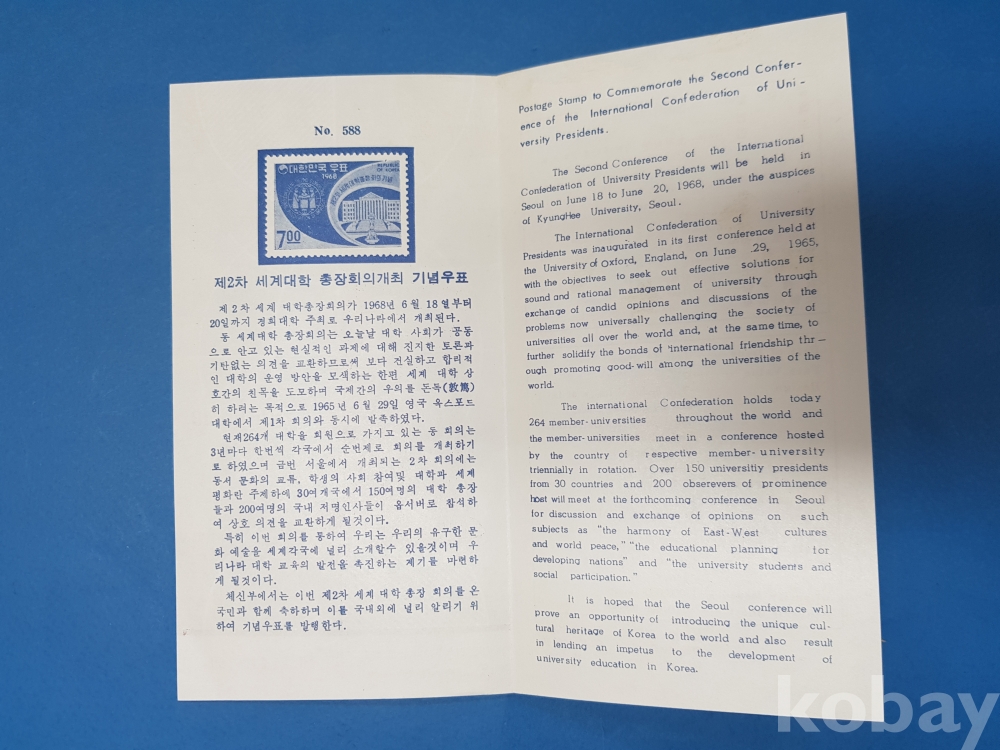 No. 588
대한민국 우표
1968
REPUBLIC
OF KOREA
7.00
제2차 세계대학 총장회의개최 기념우표
제 2 차 세계 대학총장회의가 1968년 6 월 18 일부터
20일까지 경희대학 주최로 우리나라에서 개최된다.
동 세계대학 총장회의는 오늘날 대학 사회가 공동
으로 안고 있는 현실적인 과제에 대해 진지한 토론과
기탄없는 의견을 교환하므로써 보다 건실하고 합리적
인 대학의 운영 방안을 모색하는 한편 세계 대학 상
호간의 친목을 도모하며 국제간의 우의를 돈독(敦篤)
히 하려는 목적으로 1965년 6 월 29일 영국 옥스포드
대학에서 제1차 회의와 동시에 발족하였다.
현재264개 대학을 회원으로 가지고 있는 동 회의는
3년마다 한번씩 각국에서 순번제로 회의를 개최하기
로 하였으며 금번 서울에서 개최되는 2차 회의에는
동서 문화의 교류, 학생의 사회 참여및 대학과 세계
평화란 주제하에 30여개국에서 150여명의 대학 총장
들과 200여명의 국내 저명인사들이 옵서버로 참석하
여 상호 의견을 교환하게 될것이다.
특히 이번 회의를 통하여 우리는 우리의 유구한 문
화 예술을 세계각국에 널리 소개할수 있을것이며 우
리나라 대학 교육의 발전을 촉진하는 계기를 마련하
게 될것이다.
체신부에서는 이번 제2차 세계 대학 총장 회의를 온
국민과 함께 축하하며 이를 국내외에 널리 알리기 위
하여 기념우표를 발행한다.
Postage Stamp to Commemorate the Second Confer-
ence of the International Confederation of Uni -
versity Presidents.
The Second Conference of the International
Confederation of University Presidents will be held in
Seoul on June 18 to June 20, 1968, under the auspices
of KyungHee University, Seoul.
The International Confederation of University
Presidents was inaugurated in its first conference held at
the University of Oxford, England, on June .29, 1965,
with the objectives to seek out effective solutions for
sound and rational management of university through
exchange of candid opinions and discussions of the
problems now universally challenging the society of
universities all over the world and, at the same time, to
further solidify the bonds of international friendship thr—
ough promoting good-will among the universities of the
world.
The international Confederation holds today
264 member-universities throughout the world and
the member-universities meet in a conference hosted
by the country of respective member-university
triennially in rotation. Over 150 universitiy presidents
from 30 countries and 200 obserevers of prominence
host will meet at the forthcoming conference in Seoul
for discussion and exchange of opinions on such
subjects as "the harmony of East-West cultures
and world peace," "the educational planning for
developing nations" and "the university students and
social participation."
It is hoped that the Seoul conference will
prove an opportunity of introducing the unique cul-
tural heritage of Korea to the world and also result
in lending an impetus to the development of
university education in Korea.
kobay